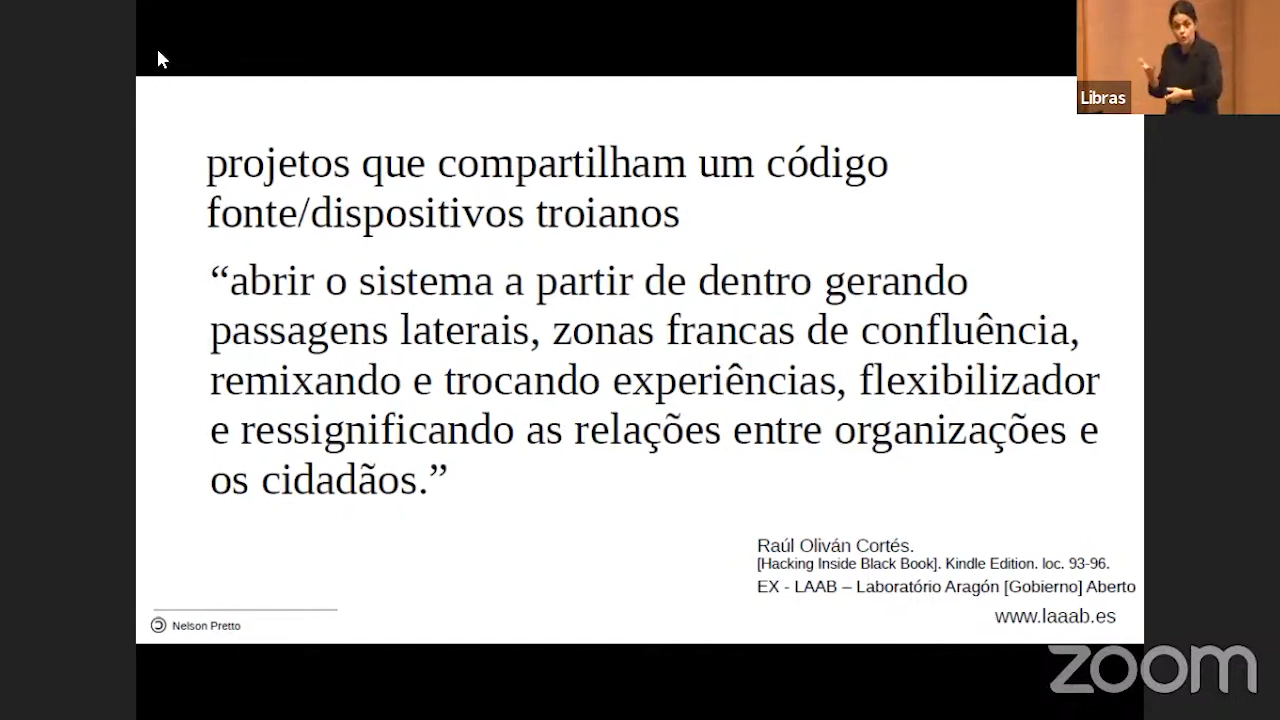 Libras
projetos que compartilham um código
fonte/dispositivos troianos
“abrir o sistema a partir de dentro gerando
passagens laterais, zonas francas de confluência,
remixando e trocando experiências, flexibilizador
e ressignificando as relações entre organizações e
os cidadãos.”
Raúl Oliván Cortés.
[Hacking Inside Black Book]. Kindle Edition. loc. 93-96.
EX - LAAB – Laboratório Aragón [Gobierno] Aberto
www.laaab.es
Nelson Pretto
zoom